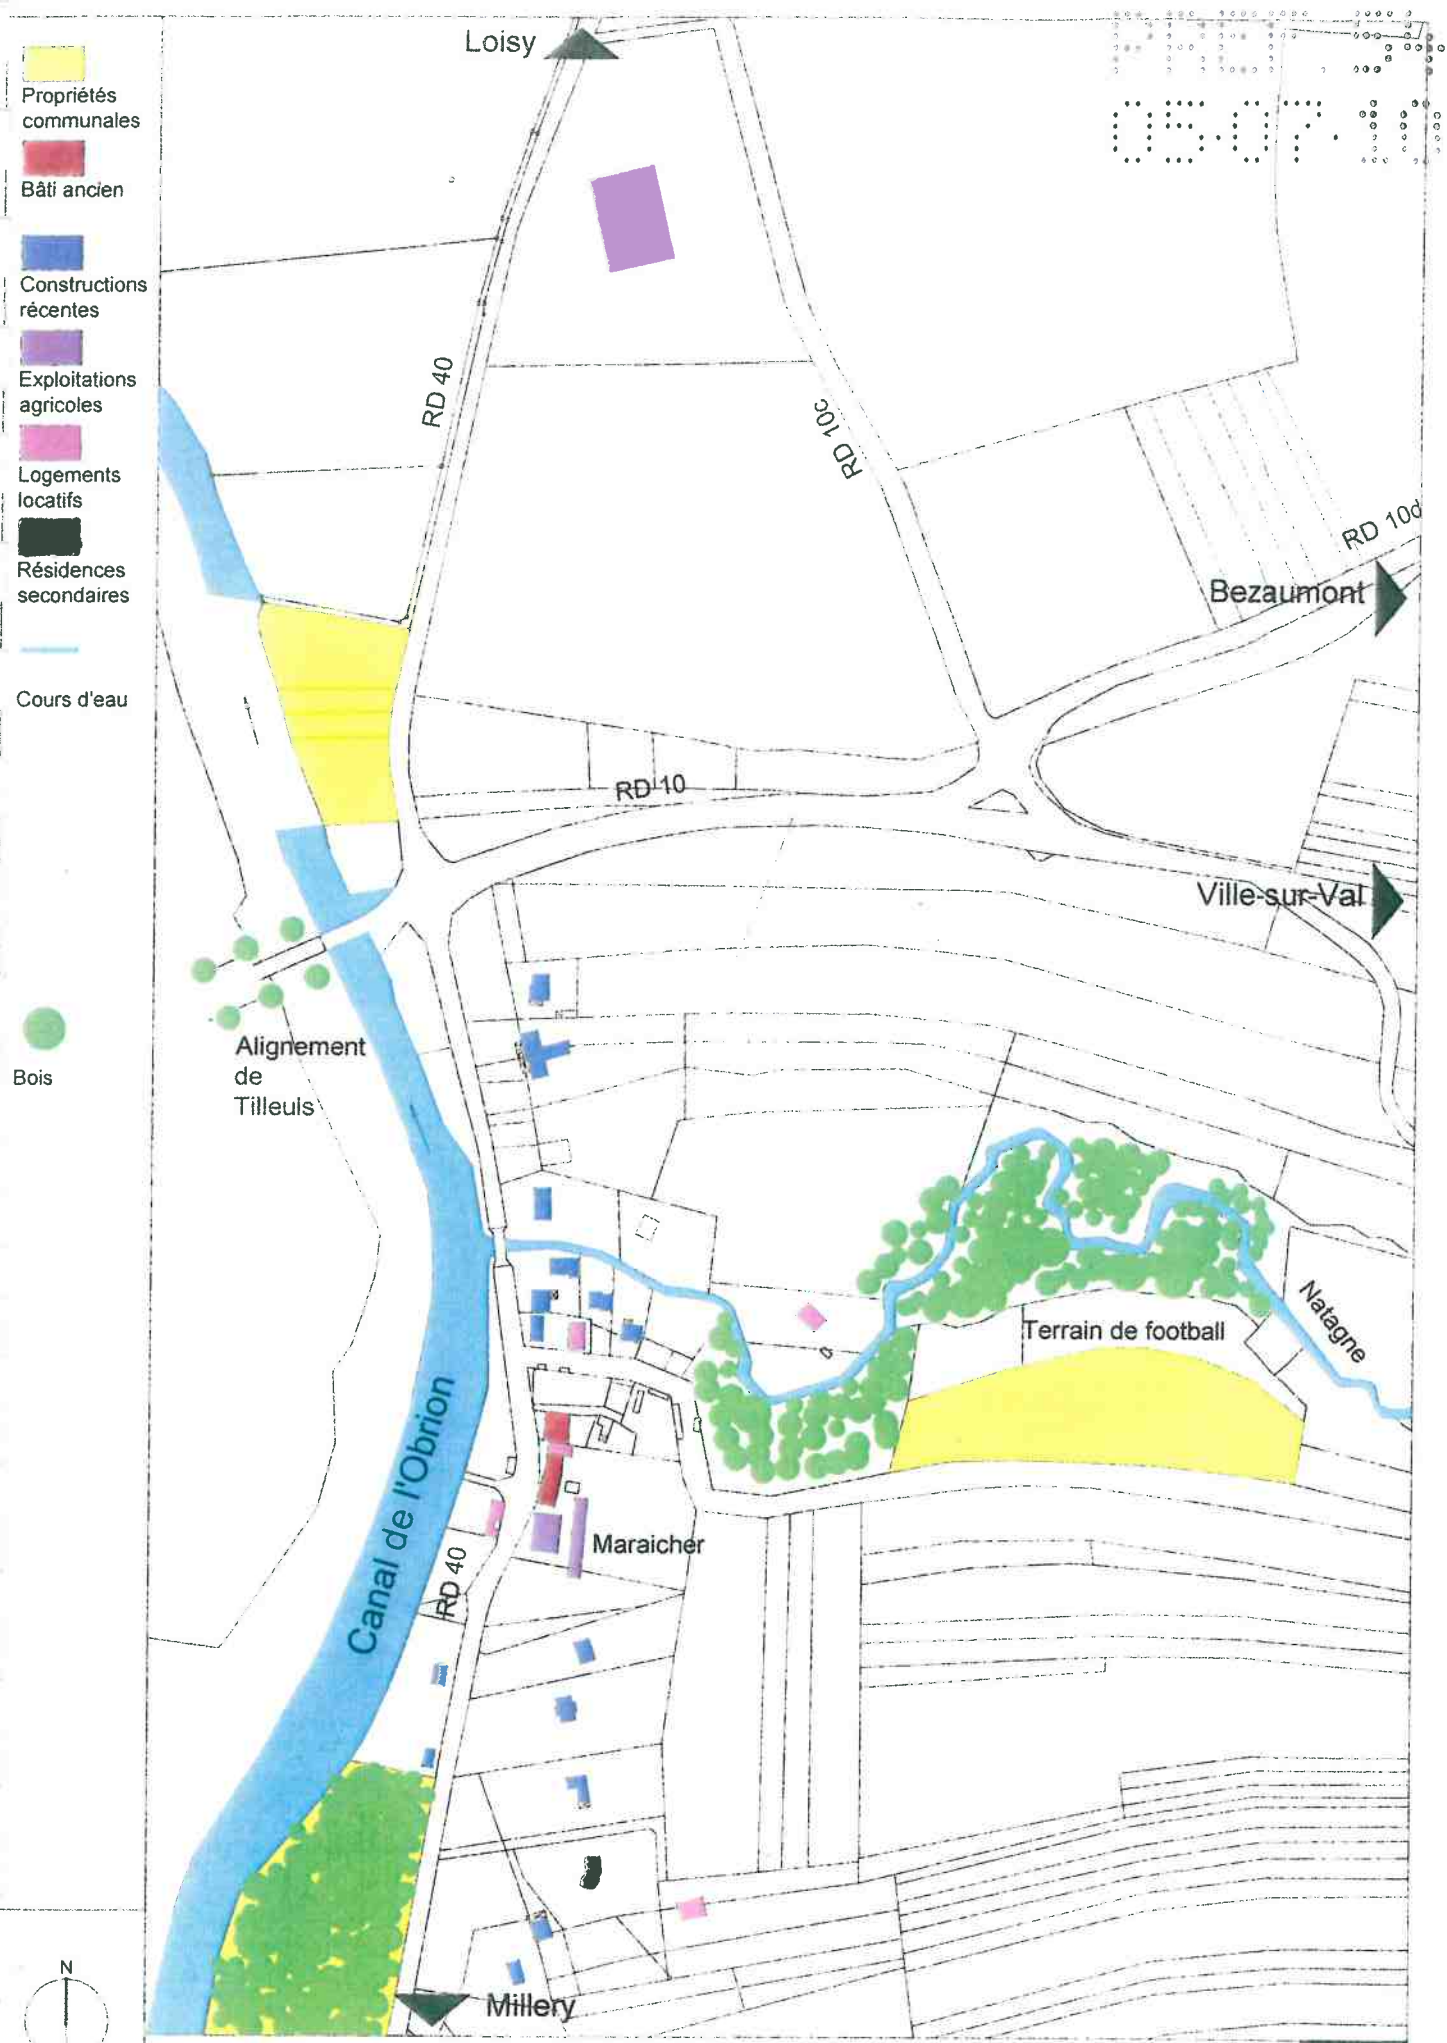 Loisy
05·07·10
Propriétés
communales
Bâti ancien
Constructions
récentes
Exploitations
agricoles
Logements
locatifs
Résidences
secondaires
Cours d'eau
Bois
RD 40
RD 10c
RD 10d
Bezaumont
RD 10
Ville-sur-Val
Alignement
de
Tilleuls
Natagne
Terrain de football
Canal de l'Obrion
Maraicher
RD 40
Millery
N